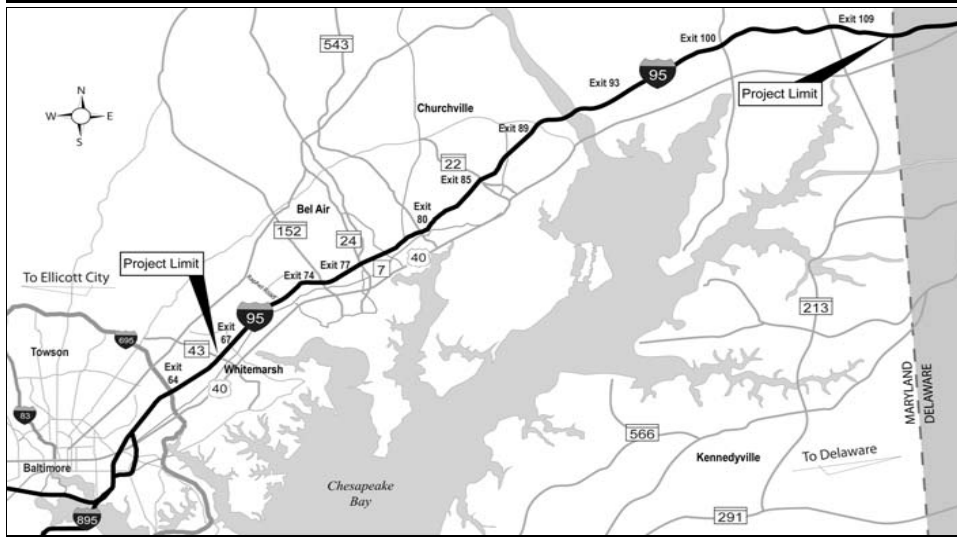 Exit 109
Exit 100
543
95
Exit 93
Project Limit
N
W E
S
Churchville
Exit 89
22
Exit 85
Bel Air
Exit
80
152
24
Project Limit
7
40
To Ellicott City
Exit 77
Exit 74
Raphel Road
95
213
Exit
67
695
43
Towson
Whitemarsh
Exit
64
40
MARYLAND
DELAWARE
83
566
Baltimore
Kennedyville
To Delaware
Chesapeake
Bay
895
291